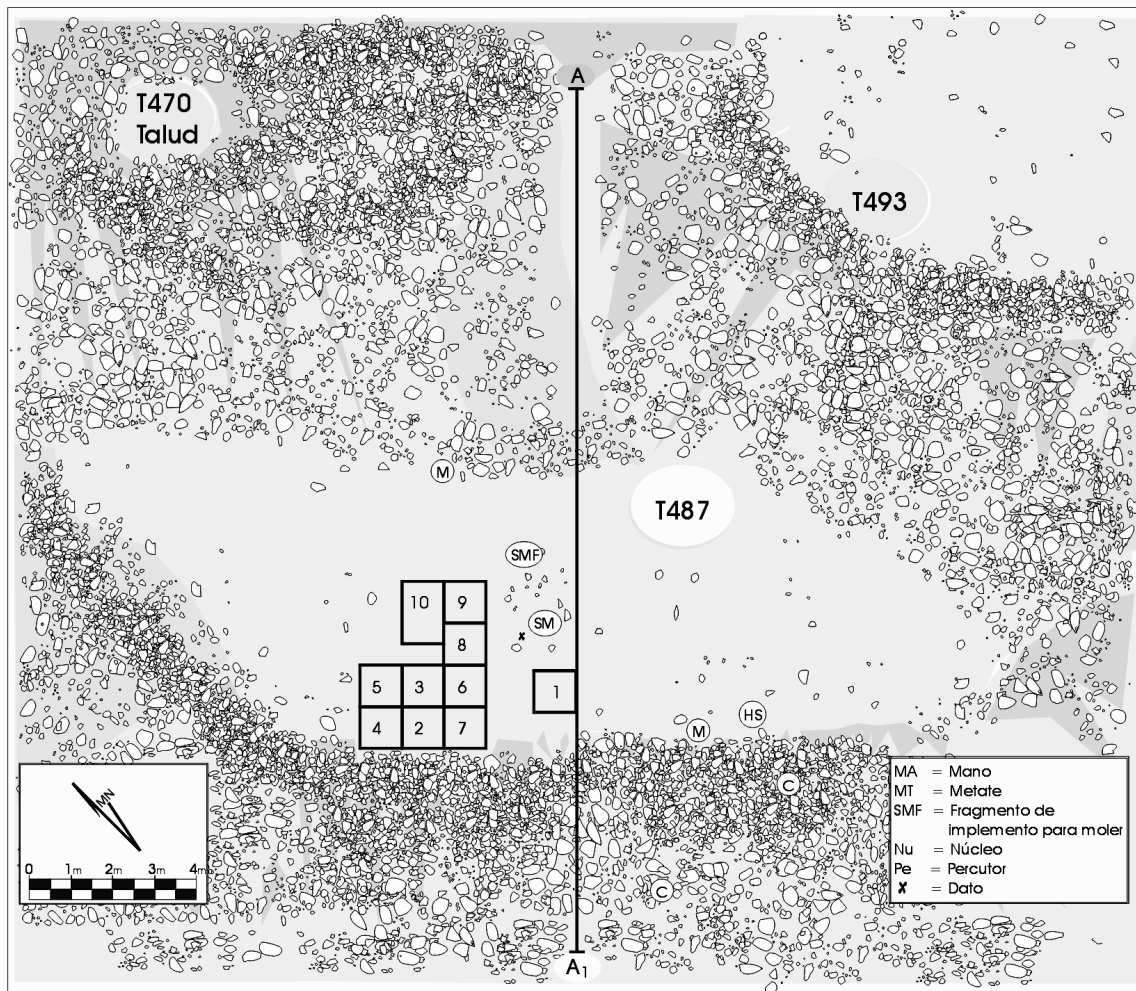 A
T470
Talud
T493
M
T487
SMF
10
9
SM
x
8
5
3
6
1
4
2
7
M
HS
C
C
MN
0
1m
2m
3m
4m
MA = Mano
MT = Metate
SMF = Fragmento de
implemento para moler
Nu = Núcleo
Pe = Percutor
x = Dato
A1